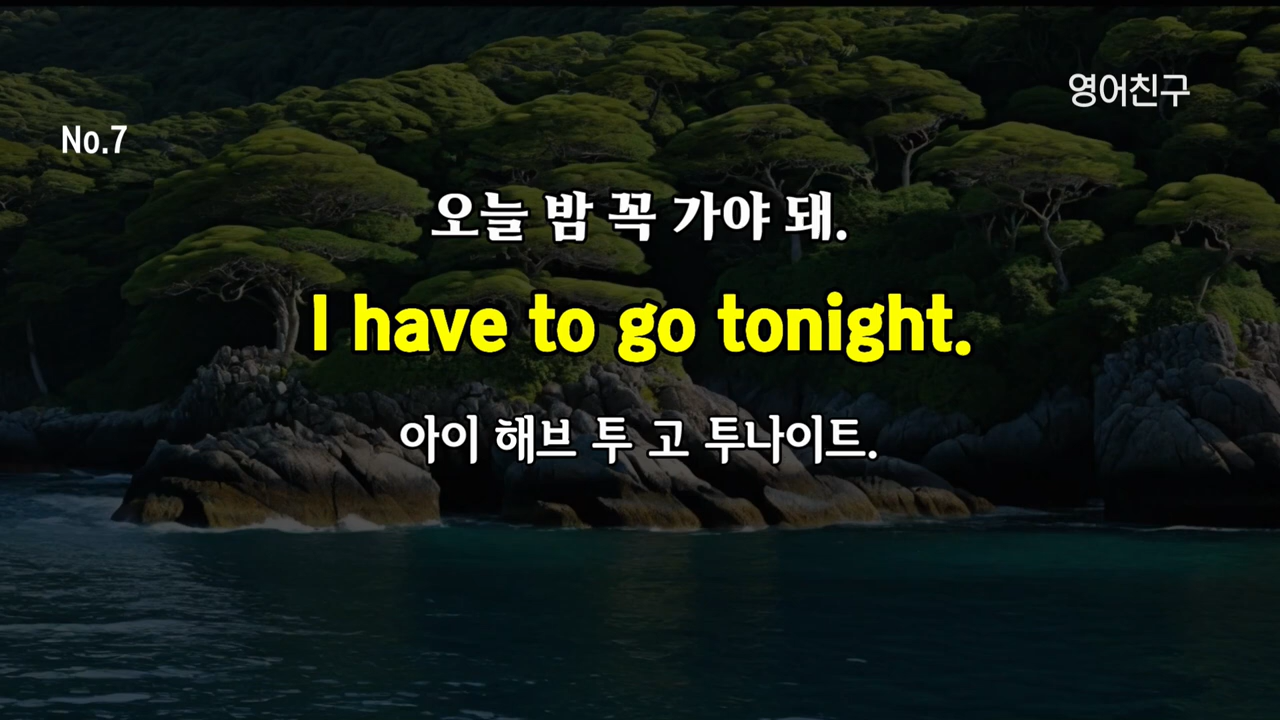 영어친구
No.7
오늘 밤 꼭 가야 돼.
I have to go tonight.
아이 해브 투 고 투나이트.